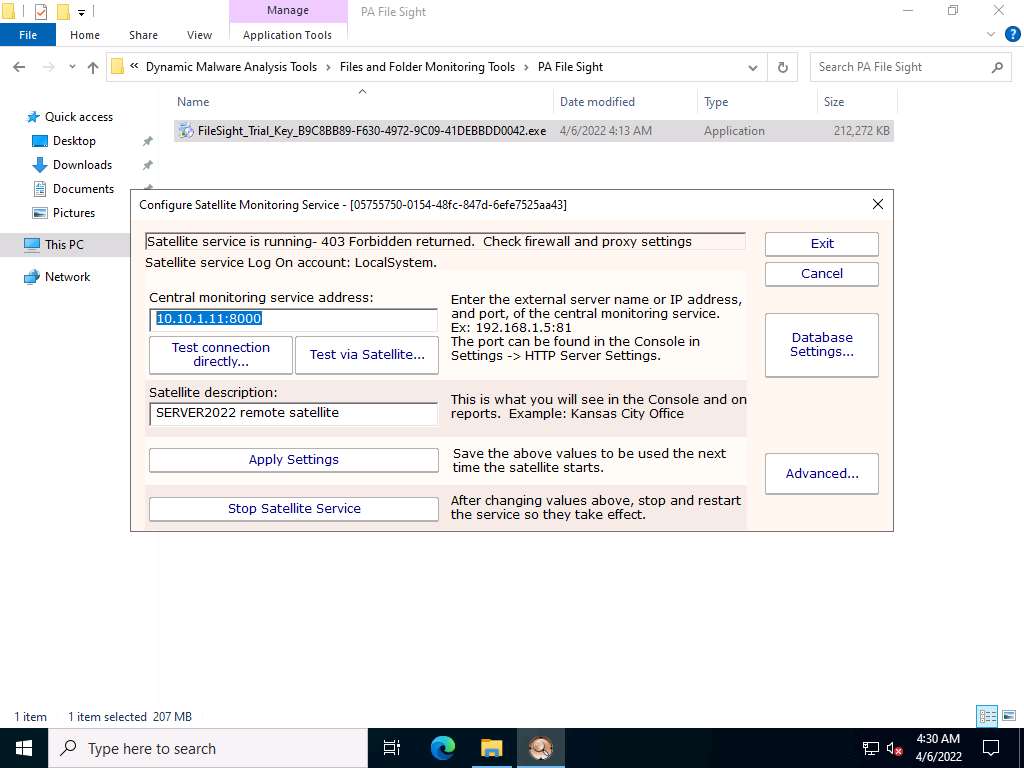 Manage
PA File Sight
File
Home
Share
View
Application Tools
« Dynamic Malware Analysis Tools › Files and Folder Monitoring Tools › PA File Sight
Search PA File Sight
Name
Date modified
Type
Size
FileSight_Trial_Key_B9C8BB89-F630-4972-9C09-41DEBBDD0042.exe
4/6/2022 4:13 AM
Application
212,272 KB
Quick access
Desktop
Downloads
Documents
Pictures
This PC
Network
Configure Satellite Monitoring Service - [05755750-0154-48fc-847d-6efe7525aa43]
Satellite service is running- 403 Forbidden returned.  Check firewall and proxy settings
Satellite service Log On account: LocalSystem.
Exit
Cancel
Central monitoring service address:
10.10.1.11:8000
Test connection
directly...
Test via Satellite...
Enter the external server name or IP address,
and port, of the central monitoring service.
Ex: 192.168.1.5:81
The port can be found in the Console in
Settings -> HTTP Server Settings.
Database
Settings...
Satellite description:
SERVER2022 remote satellite
This is what you will see in the Console and on
reports.  Example: Kansas City Office
Apply Settings
Save the above values to be used the next
time the satellite starts.
Advanced...
Stop Satellite Service
After changing values above, stop and restart
the service so they take effect.
1 item
1 item selected  207 MB
Type here to search
4:30 AM
4/6/2022